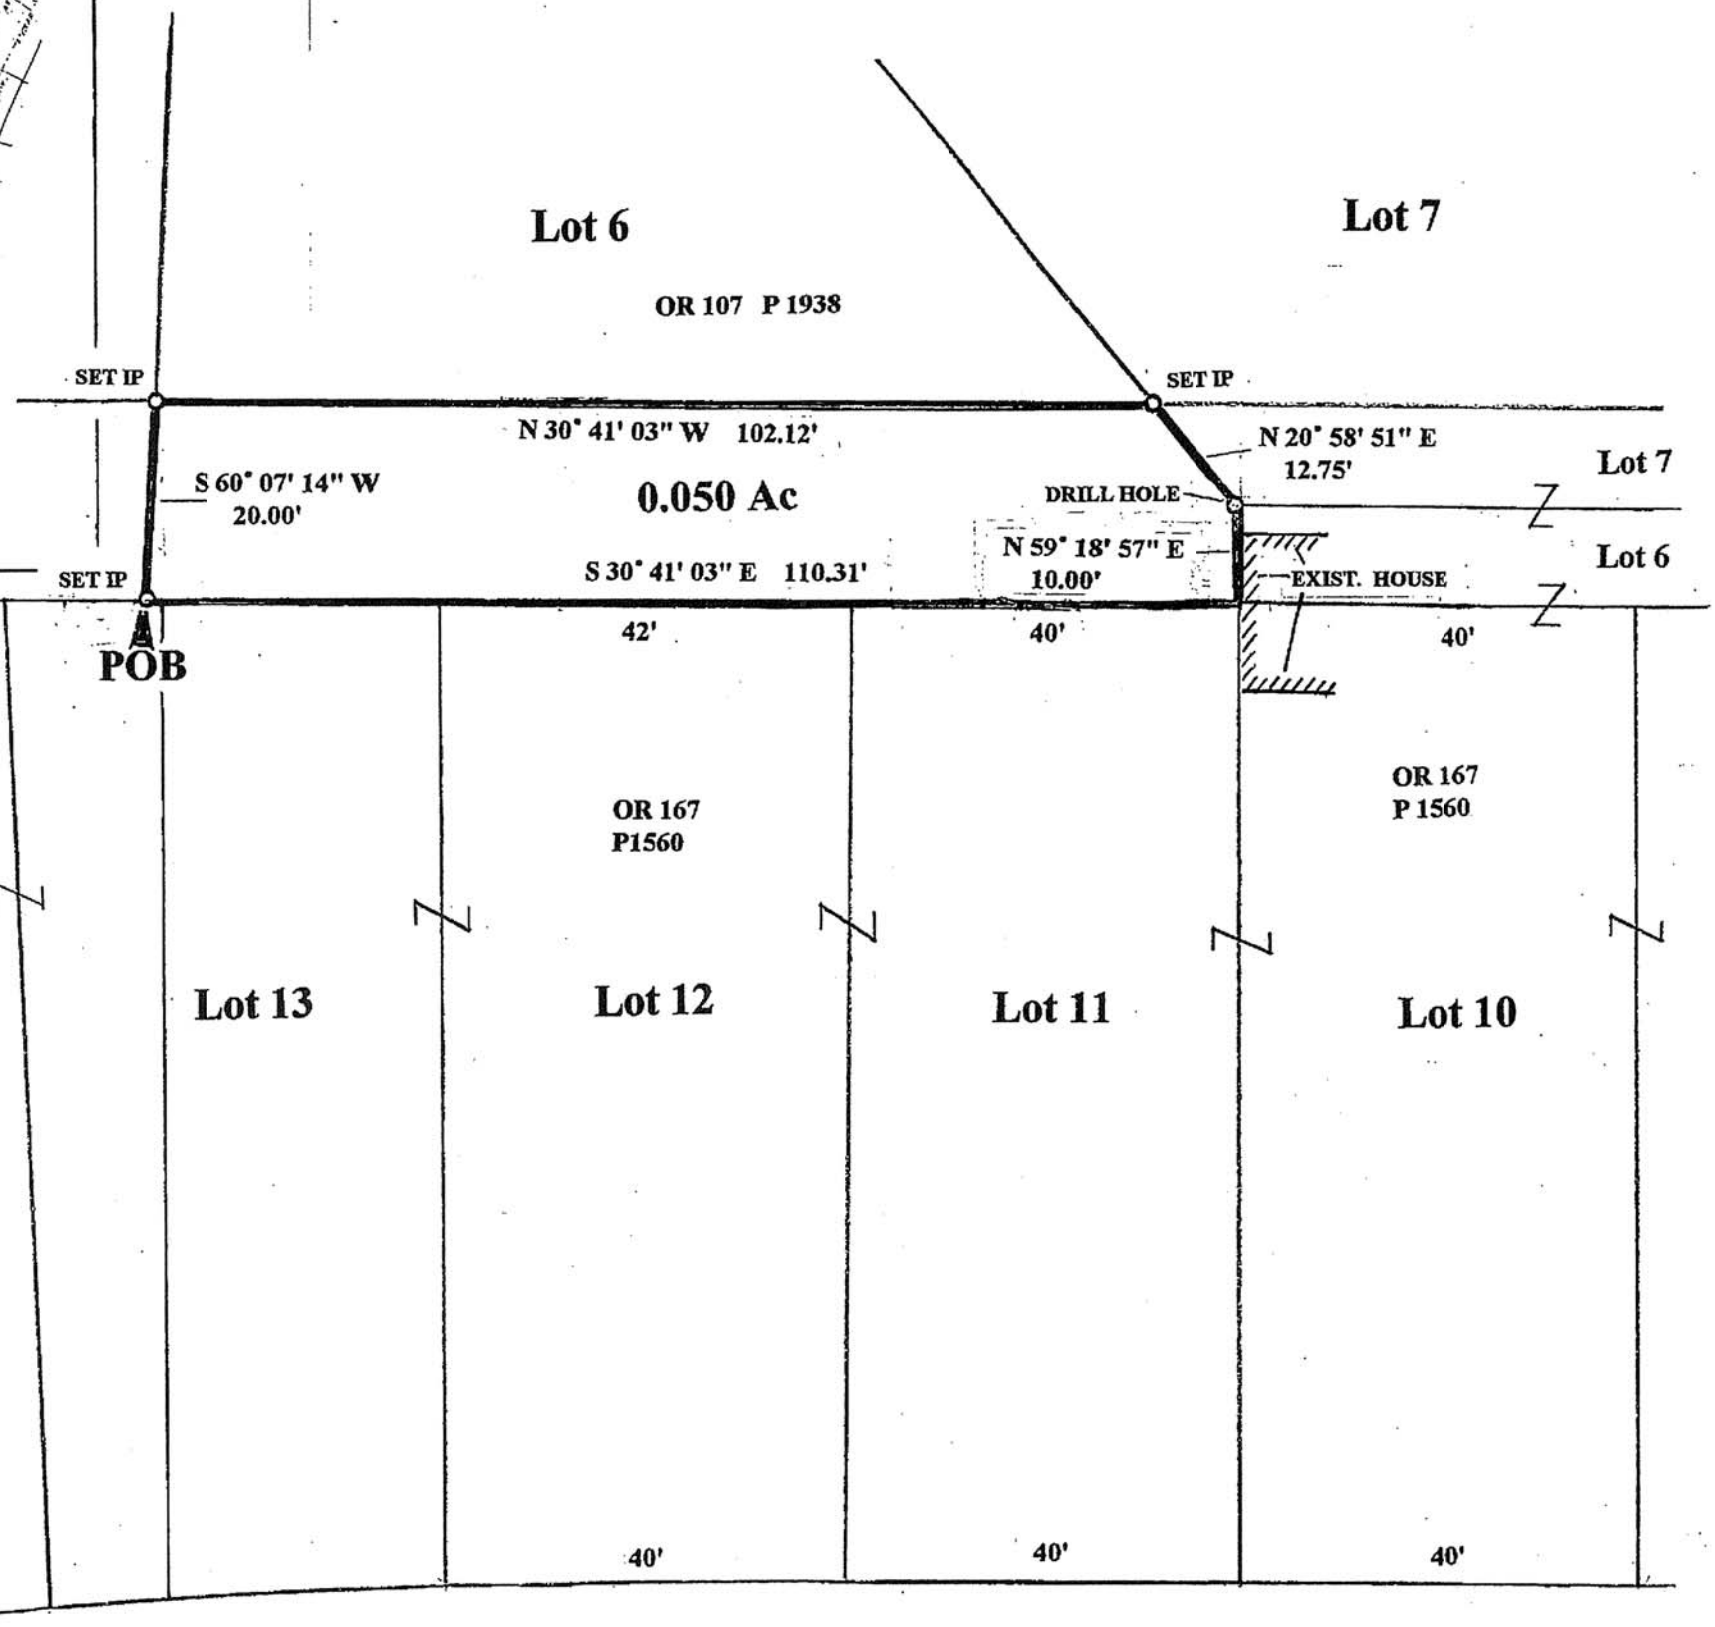 Lot 6
Lot 7
OR 107 P 1938
SET IP
SET IP
N 30° 41' 03" W 102.12'
N 20° 58' 51" E
12.75'
Lot 7
S 60° 07' 14" W
20.00'
0.050 Ac
DRILL HOLE
N 59° 18' 57" E
10.00'
Lot 6
SET IP
S 30° 41' 03" E 110.31'
EXIST. HOUSE
42'
40'
40'
POB
OR 167
P 1560
OR 167
P1560
Lot 13
Lot 12
Lot 11
Lot 10
40'
40'
40'